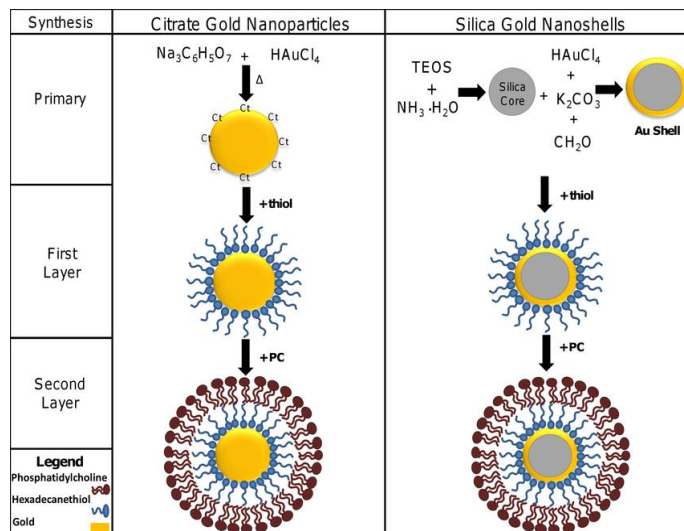 Synthesis
Citrate Gold Nanoparticles
Silica Gold Nanoshells
Primary
Na₃C₆H₅O₇ + HAuCl₄
Δ
Ct
Ct
Ct
Ct
Ct
Ct
Ct
Ct
TEOS
+
NH₃·H₂O
Silica
Core
+
HAuCl₄
+
K₂CO₃
+
CH₂O
Au Shell
First
Layer
+thiol
+thiol
Second
Layer
+PC
+PC
Legend
Phosphatidylcholine
Hexadecanethiol
Gold